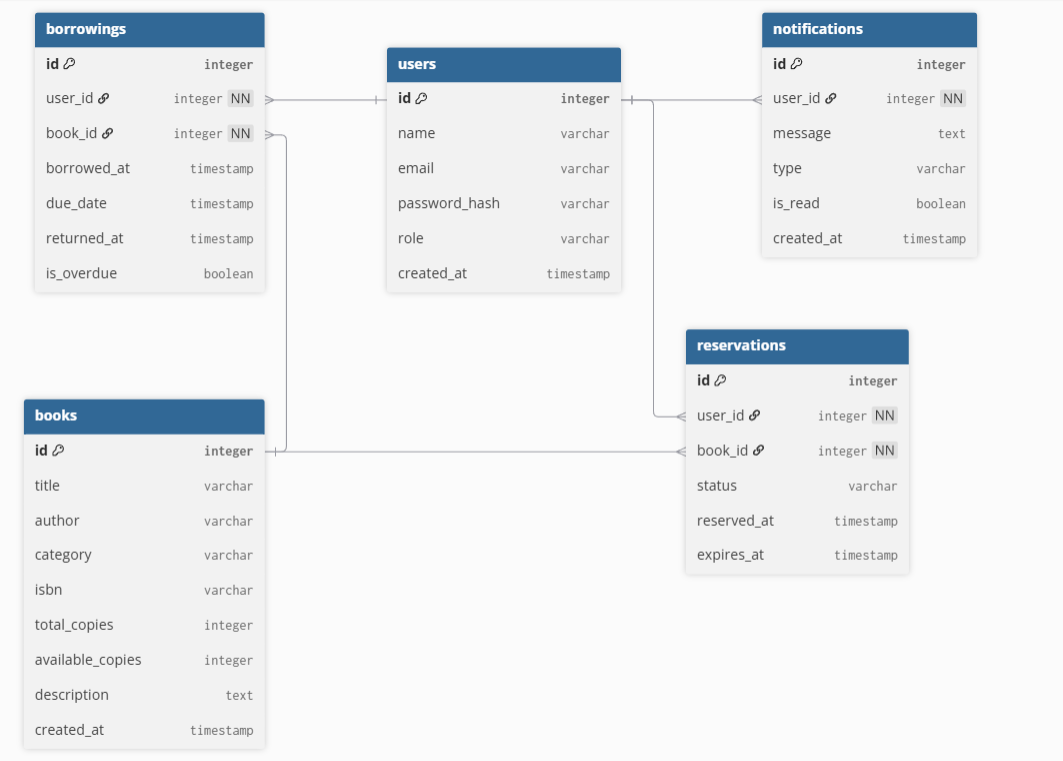 borrowings
id integer
user_id integer NN
book_id integer NN
borrowed_at timestamp
due_date timestamp
returned_at timestamp
is_overdue boolean
users
id integer
name varchar
email varchar
password_hash varchar
role varchar
created_at timestamp
notifications
id integer
user_id integer NN
message text
type varchar
is_read boolean
created_at timestamp
reservations
id integer
user_id integer NN
book_id integer NN
status varchar
reserved_at timestamp
expires_at timestamp
books
id integer
title varchar
author varchar
category varchar
isbn varchar
total_copies integer
available_copies integer
description text
created_at timestamp